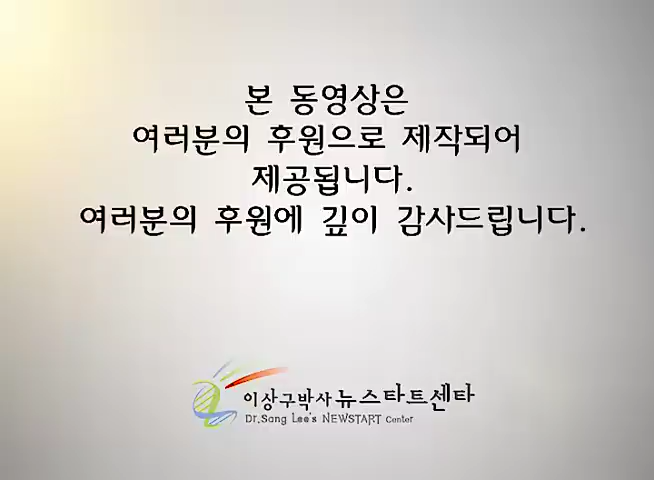 본 동영상은
여러분의 후원으로 제작되어
제공됩니다.
여러분의 후원에 깊이 감사드립니다.
이상구박사 뉴스타트센타
Dr.Sang Lee's NEWSTART Center